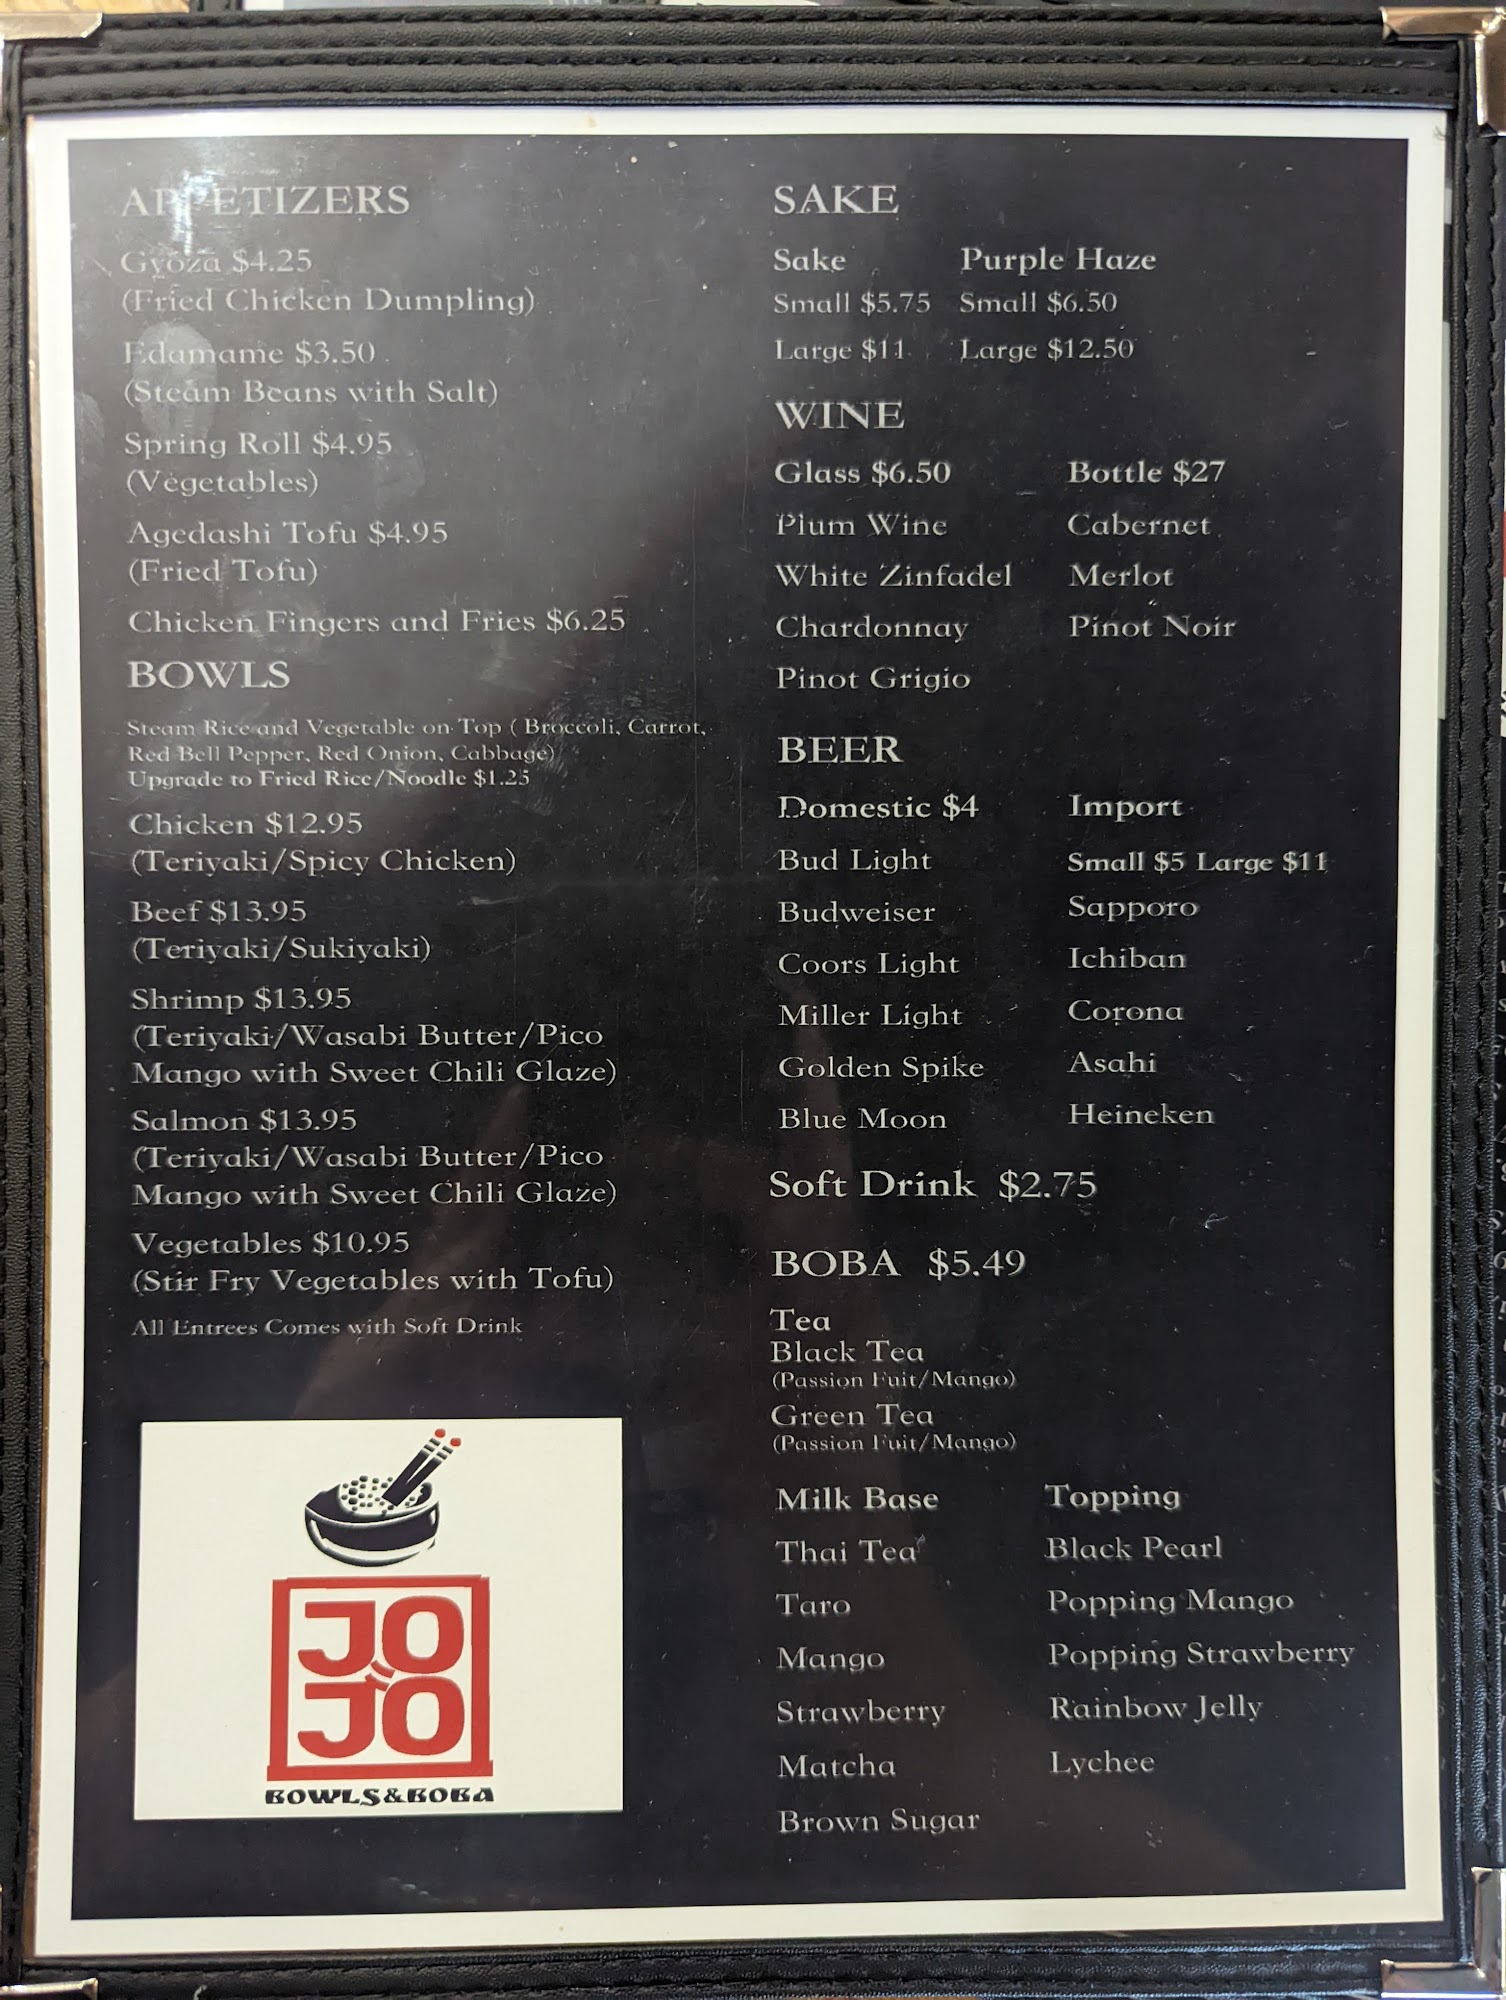 APPETIZERS
Gyoza $4.25
(Fried Chicken Dumpling)
Edamame $3.50
(Steam Beans with Salt)
Spring Roll $4.95
(Vegetables)
Agedashi Tofu $4.95
(Fried Tofu)
Chicken Fingers and Fries $6.25
BOWLS
Steam Rice and Vegetable on Top ( Broccoli, Carrot,
Red Bell Pepper, Red Onion, Cabbage)
Upgrade to Fried Rice/Noodle $1.25
Chicken $12.95
(Teriyaki/Spicy Chicken)
Beef $13.95
(Teriyaki/Sukiyaki)
Shrimp $13.95
(Teriyaki/Wasabi Butter/Pico
Mango with Sweet Chili Glaze)
Salmon $13.95
(Teriyaki/Wasabi Butter/Pico
Mango with Sweet Chili Glaze)
Vegetables $10.95
(Stir Fry Vegetables with Tofu)
All Entrees Comes with Soft Drink
JO
JO
BOWLS&BOBA
SAKE
Sake Purple Haze
Small $5.75 Small $6.50
Large $11 Large $12.50
WINE
Glass $6.50 Bottle $27
Plum Wine Cabernet
White Zinfadel Merlot
Chardonnay Pinot Noir
Pinot Grigio
BEER
Domestic $4 Import
Bud Light Small $5 Large $11
Budweiser Sapporo
Coors Light Ichiban
Miller Light Corona
Golden Spike Asahi
Blue Moon Heineken
Soft Drink $2.75
BOBA $5.49
Tea
Black Tea
(Passion Fuit/Mango)
Green Tea
(Passion Fuit/Mango)
Milk Base Topping
Thai Tea Black Pearl
Taro Popping Mango
Mango Popping Strawberry
Strawberry Rainbow Jelly
Matcha Lychee
Brown Sugar